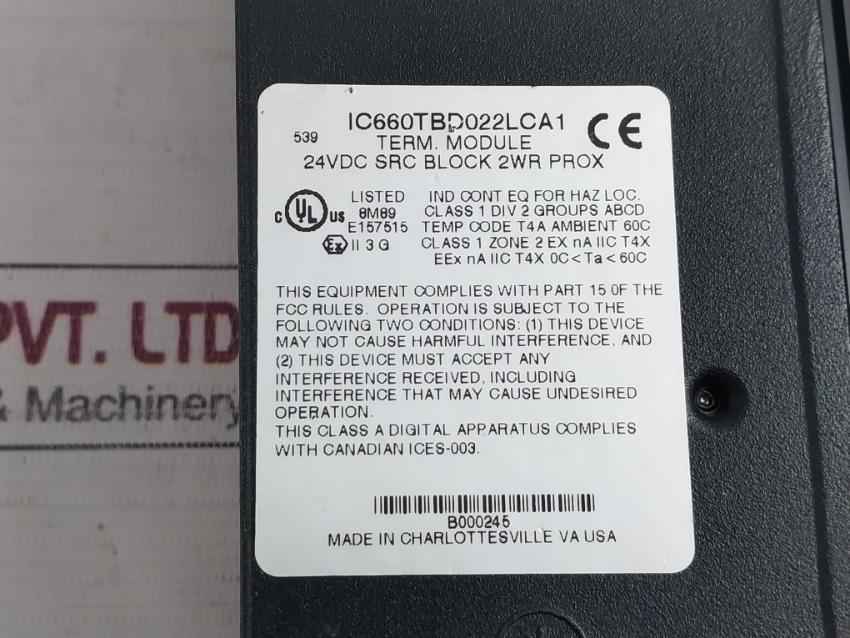 IC660TBD022LCA1
539
TERM. MODULE
24VDC SRC BLOCK 2WR PROX
CE
C UL US
LISTED
8M89
E157515
Ex II 3 G
IND CONT EQ FOR HAZ LOC.
CLASS 1 DIV 2 GROUPS ABCD
TEMP CODE T4A AMBIENT 60C
CLASS 1 ZONE 2 EX nA IIC T4X
EEx nA IIC T4X 0C<Ta<60C
THIS EQUIPMENT COMPLIES WITH PART 15 OF THE
FCC RULES. OPERATION IS SUBJECT TO THE
FOLLOWING TWO CONDITIONS: (1) THIS DEVICE
MAY NOT CAUSE HARMFUL INTERFERENCE, AND
(2) THIS DEVICE MUST ACCEPT ANY
INTERFERENCE RECEIVED, INCLUDING
INTERFERENCE THAT MAY CAUSE UNDESIRED
OPERATION.
THIS CLASS A DIGITAL APPARATUS COMPLIES
WITH CANADIAN ICES-003.
B000245
MADE IN CHARLOTTESVILLE VA USA
PVT. LTD
& Machinery